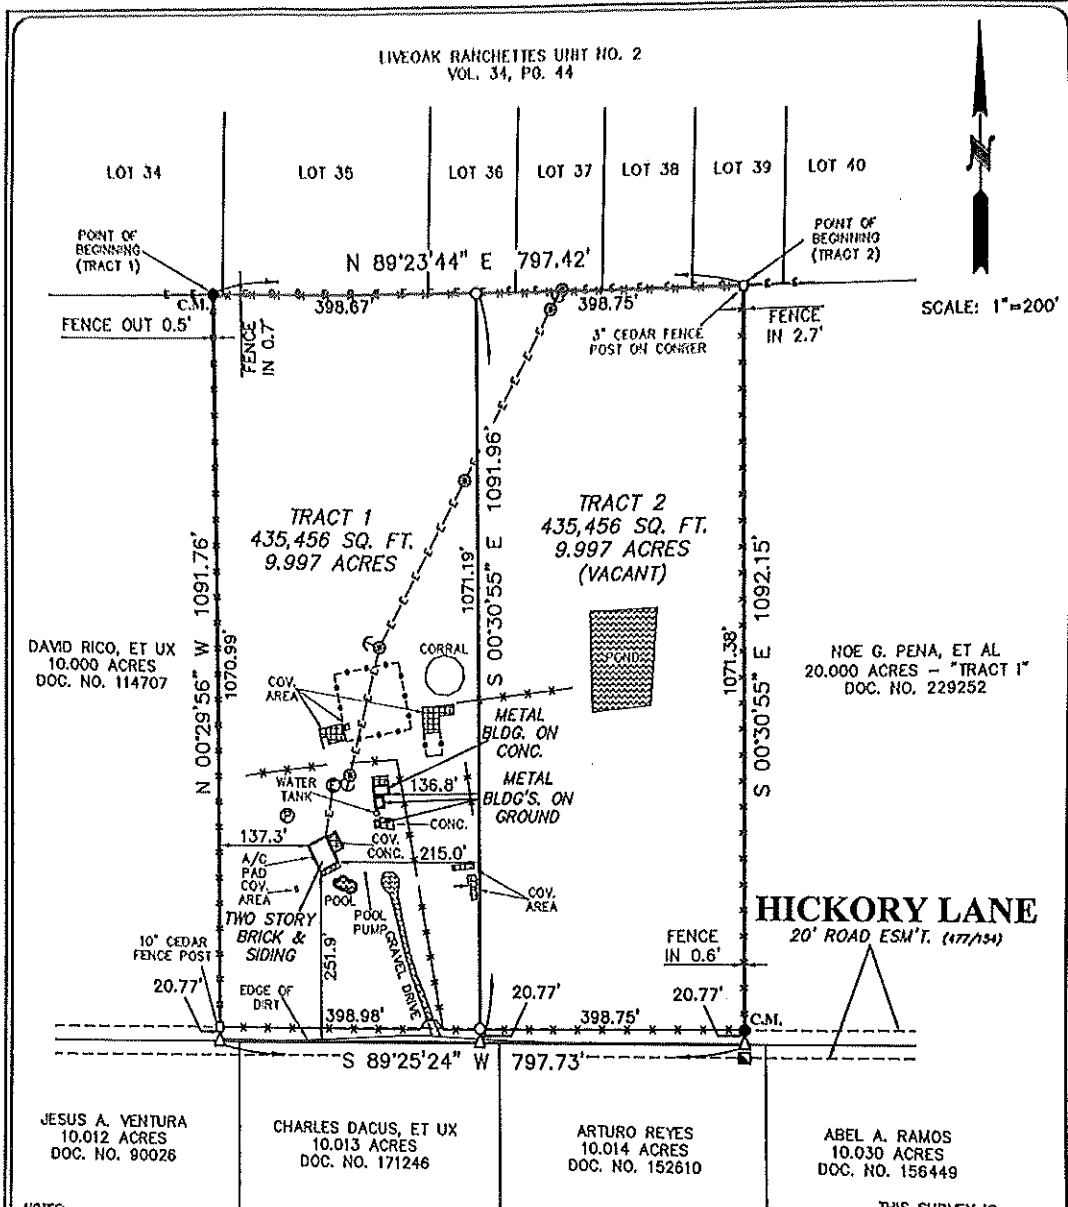 LIVEOAK RANCHETTES UNIT NO. 2
VOL. 34, PG. 44
LOT 34
LOT 35
LOT 36
LOT 37
LOT 38
LOT 39
LOT 40
N
POINT OF
BEGINNING
(TRACT 1)
N 89°23'44" E 797.42'
POINT OF
BEGINNING
(TRACT 2)
C.M.
398.67'
398.75'
SCALE: 1"=200'
FENCE OUT 0.5'
FENCE
IN 0.7'
3" CEDAR FENCE
POST ON CORNER
FENCE
IN 2.7'
N 00°29'56" W 1091.76'
1070.99'
TRACT 1
435,456 SQ. FT.
9.997 ACRES
1071.19'
S 00°30'55" E 1091.96'
TRACT 2
435,456 SQ. FT.
9.997 ACRES
(VACANT)
1071.38'
S 00°30'55" E 1092.15'
DAVID RICO, ET UX
10.000 ACRES
DOC. NO. 114707
NOE G. PENA, ET AL
20.000 ACRES - "TRACT 1"
DOC. NO. 229252
CORRAL
POND
COV.
AREA
METAL
BLDG. ON
CONC.
WATER
TANK
136.8'
METAL
BLDG'S. ON
GROUND
P
E
CONC.
137.3'
COV.
CONC.
215.0'
A/C
PAD
COV.
AREA
POOL
POOL
PUMP
COV.
AREA
TWO STORY
BRICK &
SIDING
GRAVEL DRIVE
251.9'
HICKORY LANE
20' ROAD ESM'T. (477/154)
10" CEDAR
FENCE POST
FENCE
IN 0.6'
20.77'
EDGE OF
DIRT
398.98'
20.77'
398.75'
20.77'
C.M.
S 89°25'24" W 797.73'
JESUS A. VENTURA
10.012 ACRES
DOC. NO. 90026
CHARLES DACUS, ET UX
10.013 ACRES
DOC. NO. 171246
ARTURO REYES
10.014 ACRES
DOC. NO. 152610
ABEL A. RAMOS
10.030 ACRES
DOC. NO. 156449
NOTES:
THIS SURVEY IS